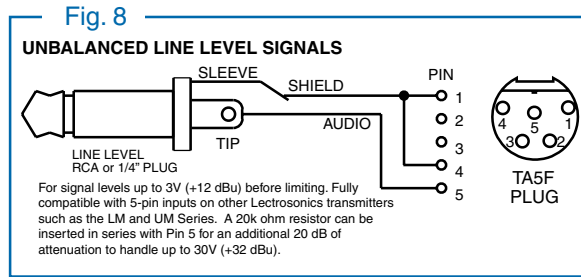 Fig. 8
UNBALANCED LINE LEVEL SIGNALS
SLEEVE
SHIELD
PIN
1
2
3
4
5
AUDIO
TIP
LINE LEVEL
RCA or 1/4" PLUG
4
5
1
3
2
TA5F
PLUG
For signal levels up to 3V (+12 dBu) before limiting. Fully
compatible with 5-pin inputs on other Lectrosonics transmitters
such as the LM and UM Series. A 20k ohm resistor can be
inserted in series with Pin 5 for an additional 20 dB of
attenuation to handle up to 30V (+32 dBu).